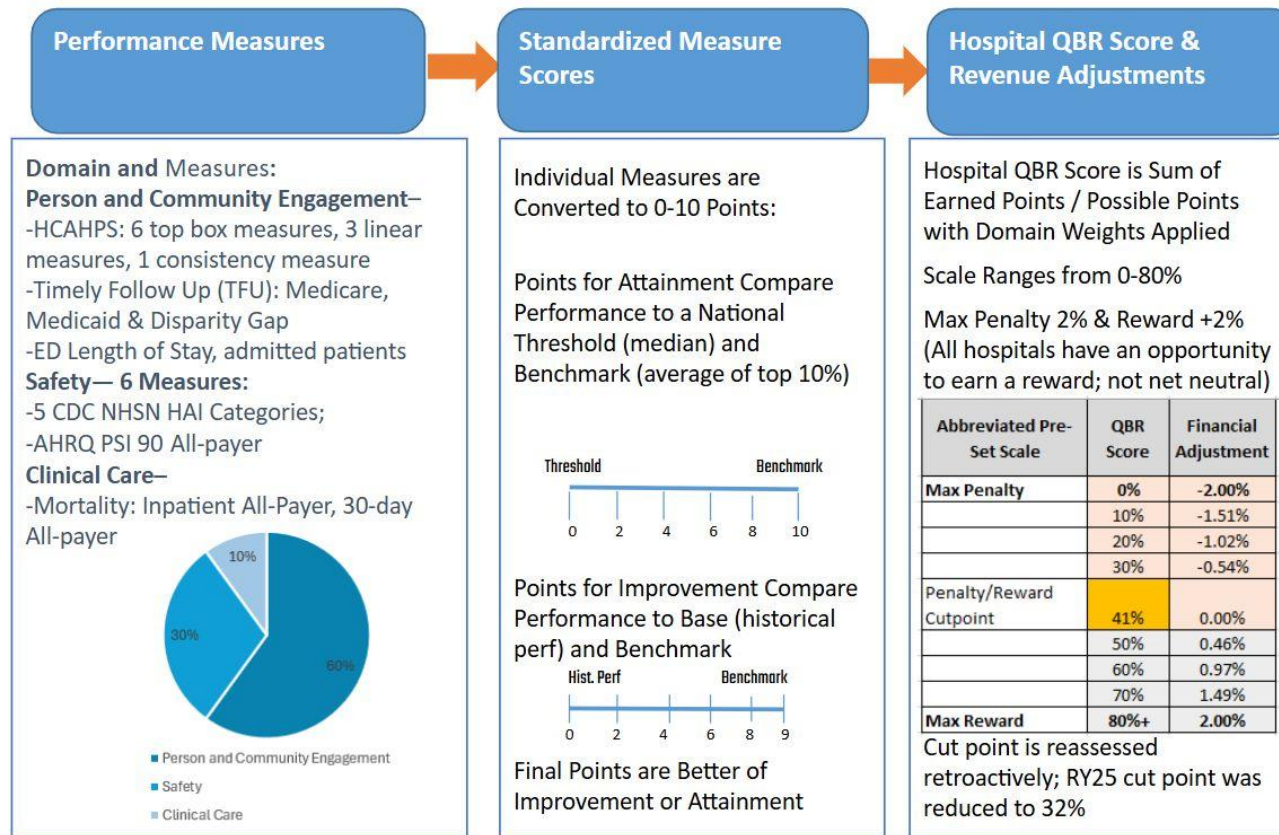 Performance Measures
Standardized Measure
Scores
Hospital QBR Score &
Revenue Adjustments
Domain and Measures:
Person and Community Engagement–
-HCAHPS: 6 top box measures, 3 linear
measures, 1 consistency measure
-Timely Follow Up (TFU): Medicare,
Medicaid & Disparity Gap
-ED Length of Stay, admitted patients
Safety— 6 Measures:
-5 CDC NHSN HAI Categories;
-AHRQ PSI 90 All-payer
Clinical Care–
-Mortality: Inpatient All-Payer, 30-day
All-payer
10%
30%
60%
Person and Community Engagement
Safety
Clinical Care
Individual Measures are
Converted to 0-10 Points:
Points for Attainment Compare
Performance to a National
Threshold (median) and
Benchmark (average of top 10%)
Threshold Benchmark
0 2 4 6 8 10
Points for Improvement Compare
Performance to Base (historical
perf) and Benchmark
Hist. Perf Benchmark
0 2 4 6 8 9
Final Points are Better of
Improvement or Attainment
Hospital QBR Score is Sum of
Earned Points / Possible Points
with Domain Weights Applied
Scale Ranges from 0-80%
Max Penalty 2% & Reward +2%
(All hospitals have an opportunity
to earn a reward; not net neutral)
Abbreviated Pre-
Set Scale
QBR
Score
Financial
Adjustment
Max Penalty 0% -2.00%
10% -1.51%
20% -1.02%
30% -0.54%
Penalty/Reward
Cutpoint 41% 0.00%
50% 0.46%
60% 0.97%
70% 1.49%
Max Reward 80%+ 2.00%
Cut point is reassessed
retroactively; RY25 cut point was
reduced to 32%